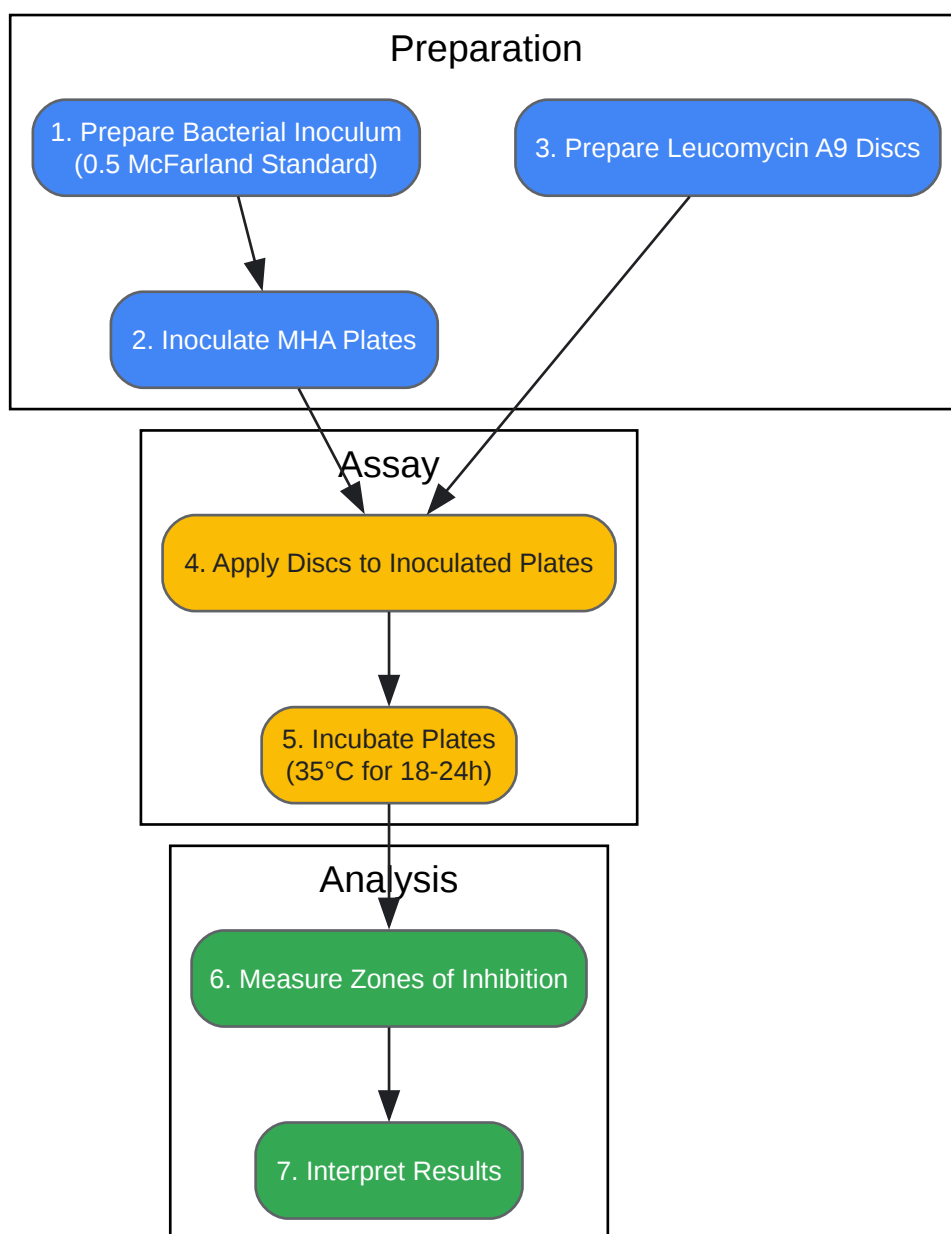 Preparation
1. Prepare Bacterial Inoculum
(0.5 McFarland Standard)
3. Prepare Leucomycin A9 Discs
2. Inoculate MHA Plates
Assay
4. Apply Discs to Inoculated Plates
5. Incubate Plates
(35°C for 18-24h)
Analysis
6. Measure Zones of Inhibition
7. Interpret Results